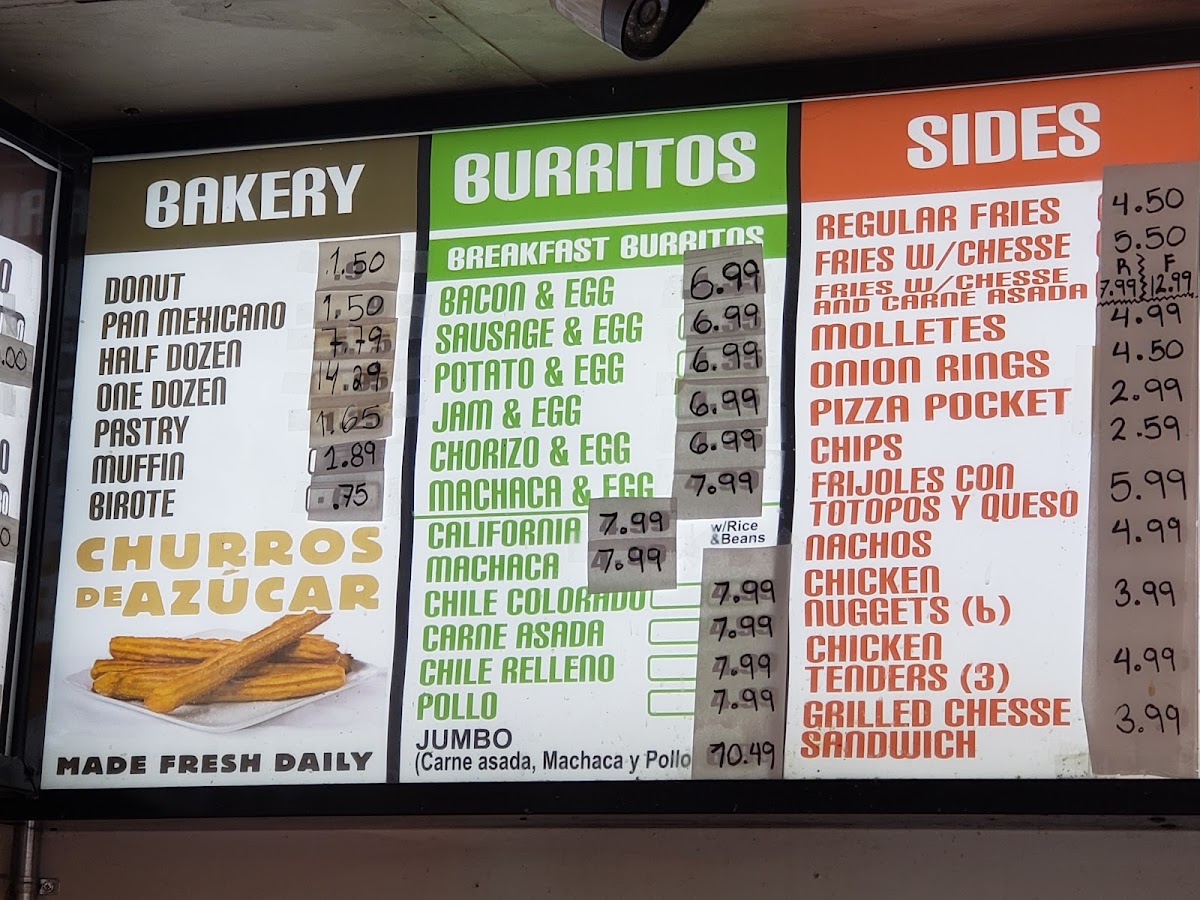 BAKERY
DONUT 1.50
PAN MEXICANO 1.50
HALF DOZEN 7.79
ONE DOZEN 14.29
PASTRY 1.65
MUFFIN 1.89
BIROTE .75
CHURROS
DE AZÚCAR
MADE FRESH DAILY
BURRITOS
BREAKFAST BURRITOS
BACON & EGG 6.99
SAUSAGE & EGG 6.99
POTATO & EGG 6.99
JAM & EGG 6.99
CHORIZO & EGG 6.99
MACHACA & EGG 7.99
CALIFORNIA 7.99 w/Rice
&Beans
MACHACA 7.99
CHILE COLORADO 7.99
CARNE ASADA 7.99
CHILE RELLENO 7.99
POLLO 7.99
JUMBO
(Carne asada, Machaca y Pollo 10.49
SIDES
REGULAR FRIES 4.50
FRIES W/CHESSE 5.50
R F
FRIES W/CHESSE
AND CARNE ASADA 7.99 12.99
MOLLETES 4.99
ONION RINGS 4.50
PIZZA POCKET 2.99
CHIPS 2.59
FRIJOLES CON
TOTOPOS Y QUESO 5.99
NACHOS 4.99
CHICKEN
NUGGETS (6) 3.99
CHICKEN
TENDERS (3) 4.99
GRILLED CHESSE
SANDWICH 3.99